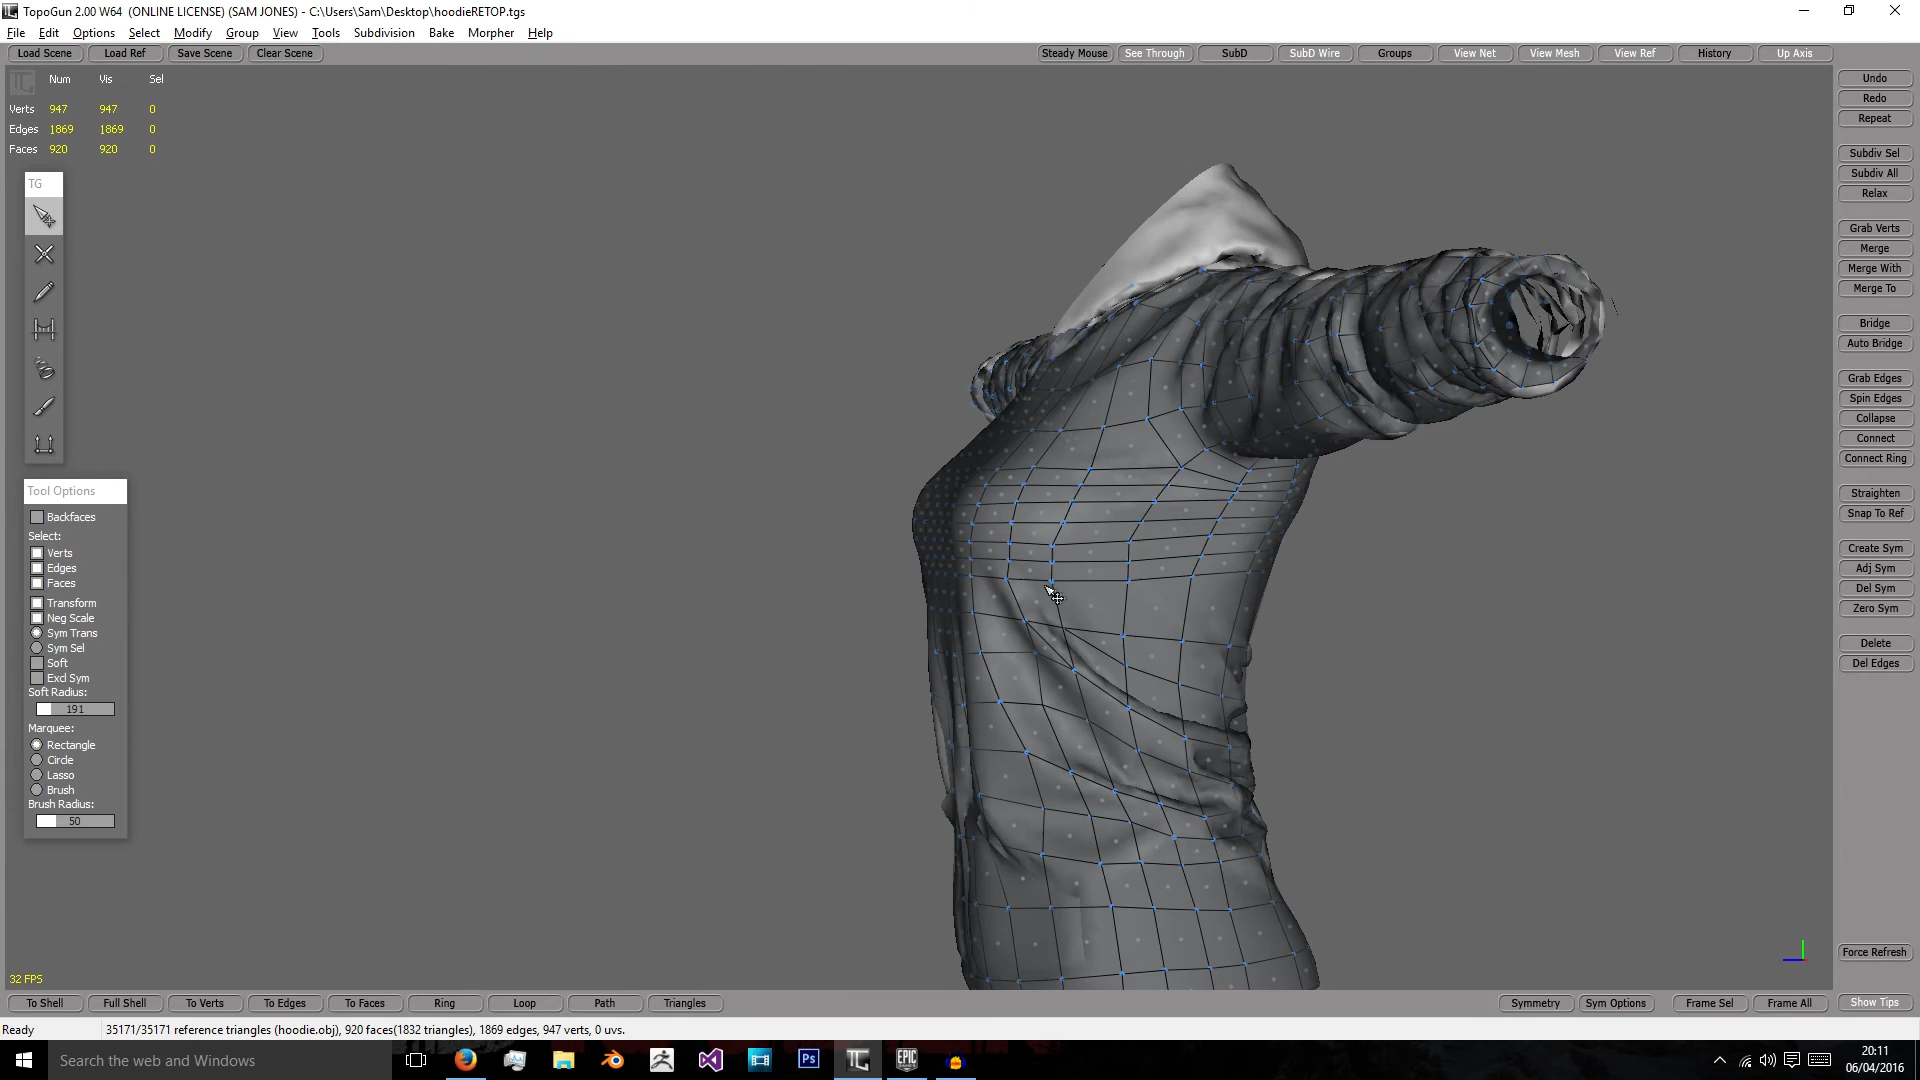 TopoGun 2.00 W64 (ONLINE LICENSE) (SAM JONES) - C:\Users\Sam\Desktop\hoodieRETOP.tgs
File Edit Options Select Modify Group View Tools Subdivision Bake Morpher Help
Load Scene Load Ref Save Scene Clear Scene Steady Mouse See Through SubD SubD Wire Groups View Net View Mesh View Ref History Up Axis
Num Vis Sel
Verts 947 947 0
Edges 1869 1869 0
Faces 920 920 0
TG
Tool Options
Backfaces
Select:
Verts
Edges
Faces
Transform
Neg Scale
Sym Trans
Sym Sel
Soft
Excl Sym
Soft Radius:
191
Marquee:
Rectangle
Circle
Lasso
Brush
Brush Radius:
50
32 FPS
Undo
Redo
Repeat
Subdiv Sel
Subdiv All
Relax
Grab Verts
Merge
Merge With
Merge To
Bridge
Auto Bridge
Grab Edges
Spin Edges
Collapse
Connect
Connect Ring
Straighten
Snap To Ref
Create Sym
Adj Sym
Del Sym
Zero Sym
Delete
Del Edges
Force Refresh
To Shell Full Shell To Verts To Edges To Faces Ring Loop Path Triangles Symmetry Sym Options Frame Sel Frame All Show Tips
Ready 35171/35171 reference triangles (hoodie.obj), 920 faces(1832 triangles), 1869 edges, 947 verts, 0 uvs.
Search the web and Windows
Ps
EPIC
20:11
06/04/2016